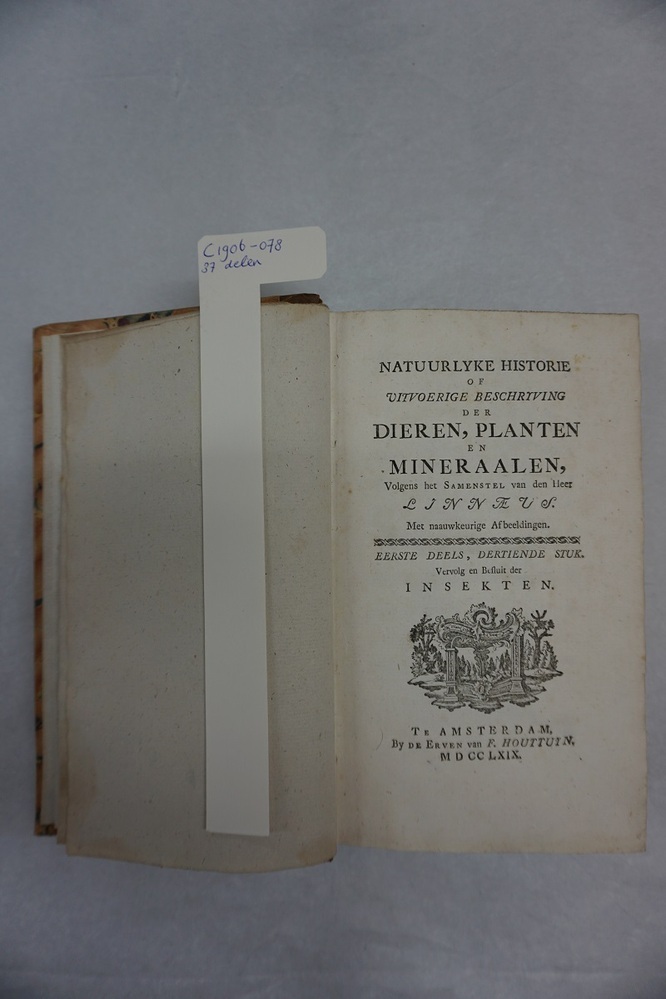 C1906-078
37 delen
NATUURLYKE HISTORIE
OF
UITVOERIGE BESCHRYVING
DER
DIEREN, PLANTEN
EN
MINERAALEN,
Volgens het SAMENSTEL van den Heer
LINNÆUS.
Met naauwkeurige Afbeeldingen.
EERSTE DEELS, DERTIENDE STUK.
Vervolg en Besluit der
INSEKTEN.
TE AMSTERDAM,
By DE ERVEN van F. HOUTTUIN,
MDCCLXIX.